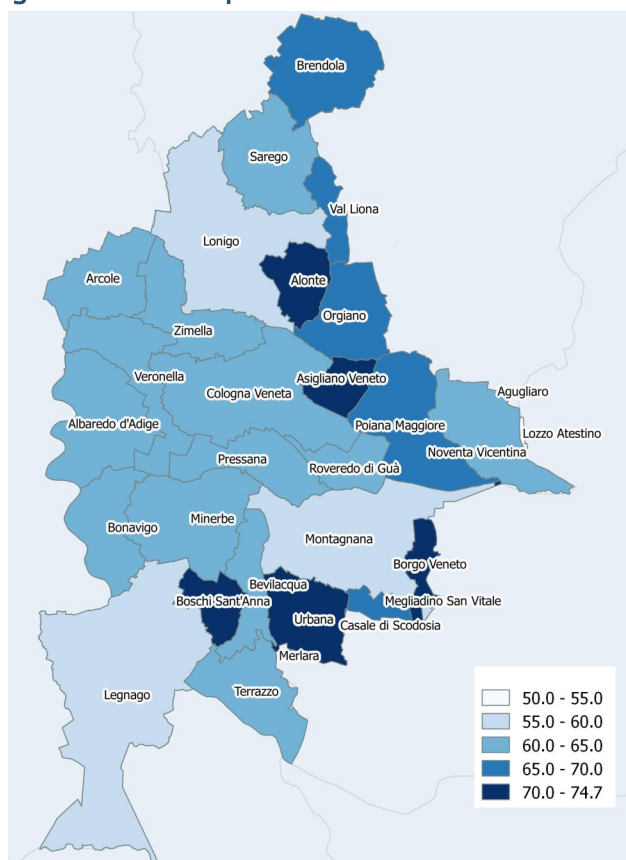 Brendola
Sarego
Val Liona
Lonigo
Arcole
Alonte
Orgiano
Zimella
Veronella
Asigliano Veneto
Cologna Veneta
Agugliaro
Albaredo d'Adige
Poiana Maggiore
Lozzo Atestino
Pressana
Noventa Vicentina
Roveredo di Guà
Minerbe
Bonavigo
Montagnana
Borgo Veneto
Bevilacqua
Boschi Sant'Anna
Megliadino San Vitale
Urbana
Casale di Scodosia
Merlara
Legnago
Terrazzo
50.0 - 55.0
55.0 - 60.0
60.0 - 65.0
65.0 - 70.0
70.0 - 74.7